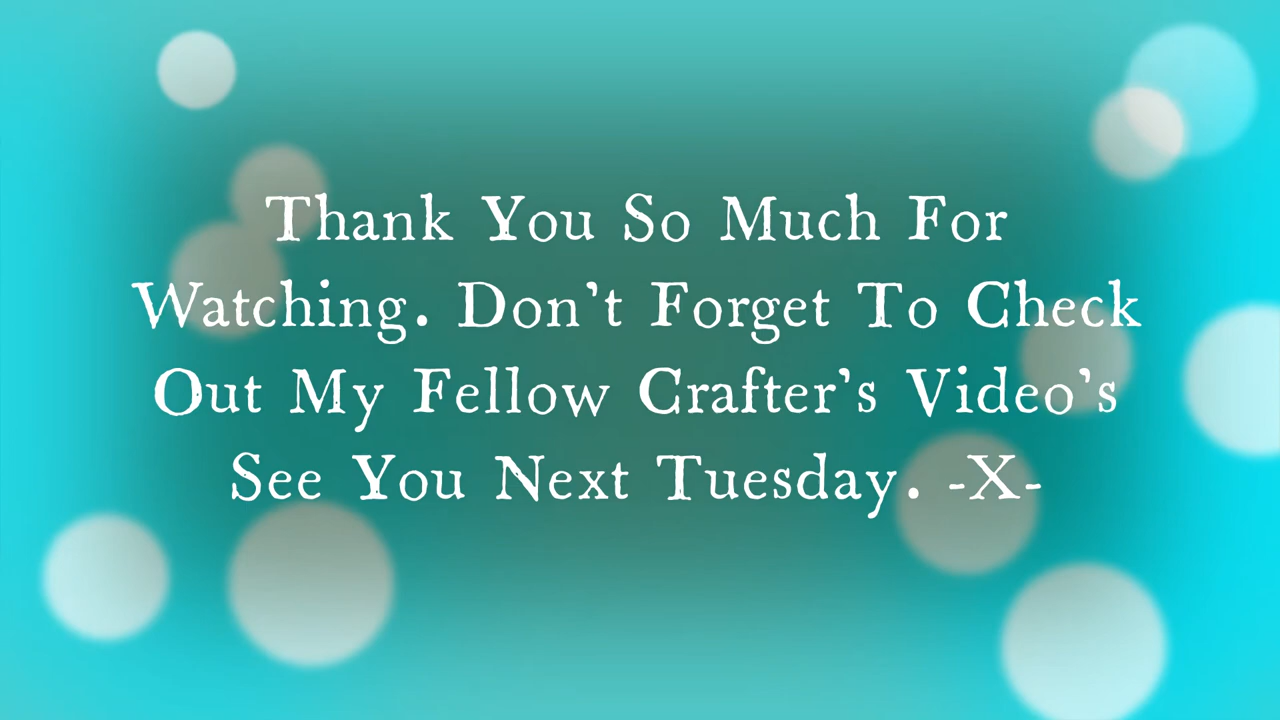 Thank You So Much For
Watching. Don't Forget To Check
Out My Fellow Crafter's Video's
See You Next Tuesday. -X-